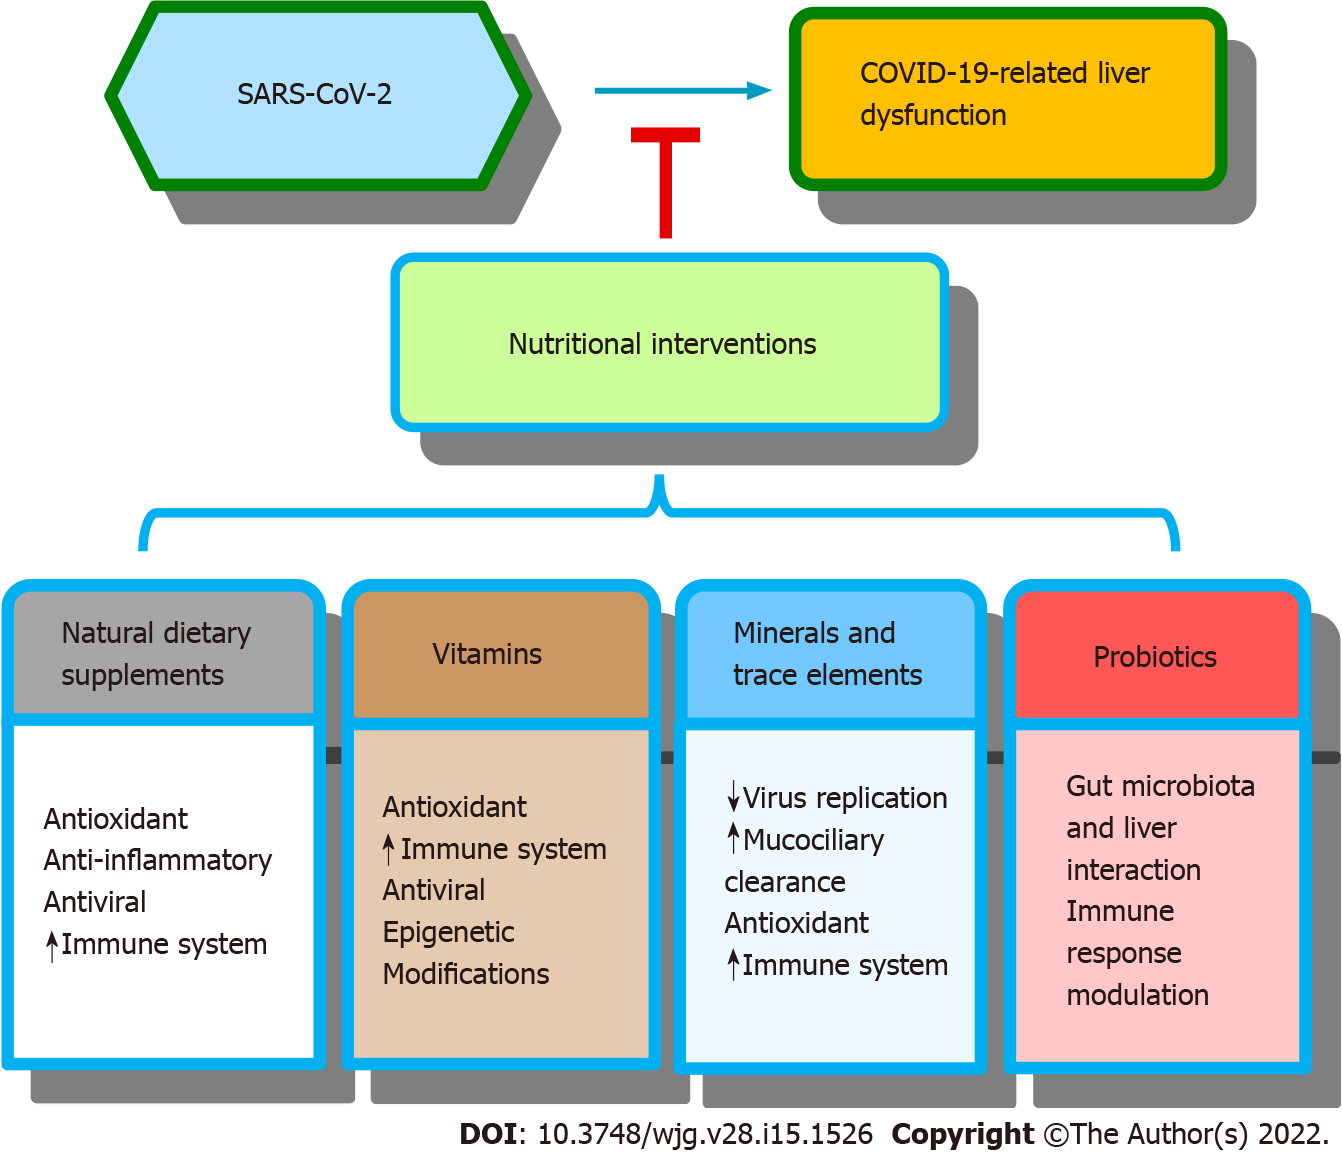 SARS-CoV-2
COVID-19-related liver
dysfunction
Nutritional interventions
Natural dietary
supplements
Antioxidant
Anti-inflammatory
Antiviral
↑Immune system
Vitamins
Antioxidant
↑Immune system
Antiviral
Epigenetic
Modifications
Minerals and
trace elements
↓Virus replication
↑Mucociliary
clearance
Antioxidant
↑Immune system
Probiotics
Gut microbiota
and liver
interaction
Immune
response
modulation
DOI: 10.3748/wjg.v28.i15.1526 Copyright ©The Author(s) 2022.